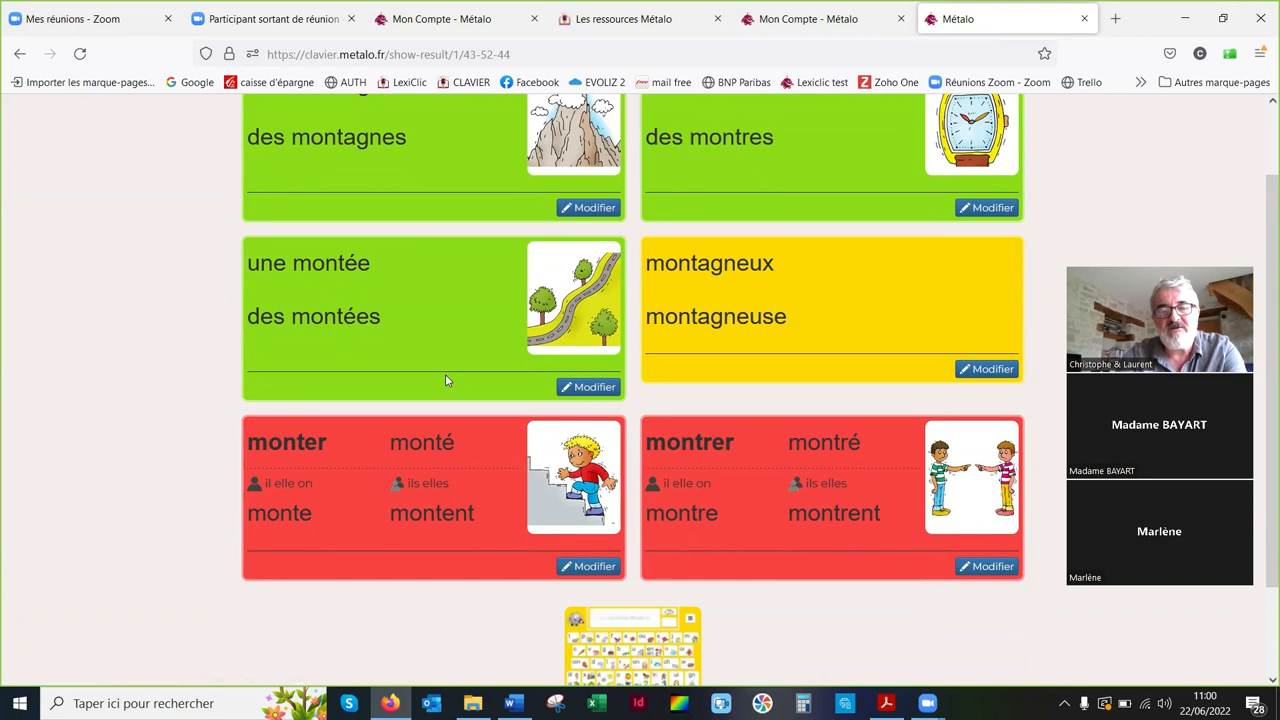 Mes réunions - Zoom
Participant sortant de réunion
Mon Compte - Métalo
Les ressources Métalo
Mon Compte - Métalo
Métalo
https://clavier.metalo.fr/show-result/1/43-52-44
Importer les marque-pages...
Google
caisse d'épargne
AUTH
LexiClic
CLAVIER
Facebook
EVOLIZ 2
mail free
BNP Paribas
Lexiclic test
Zoho One
Réunions Zoom - Zoom
Trello
Autres marque-pages
des montagnes
des montres
Modifier
Modifier
une montée
montagneux
des montées
montagneuse
Modifier
Modifier
monter monté
montrer montré
il elle on ils elles
il elle on ils elles
monte montent
montre montrent
Modifier
Modifier
Christophe & Laurent
Madame BAYART
Madame BAYART
Marlène
Marlène
Taper ici pour rechercher
11:00
22/06/2022
28